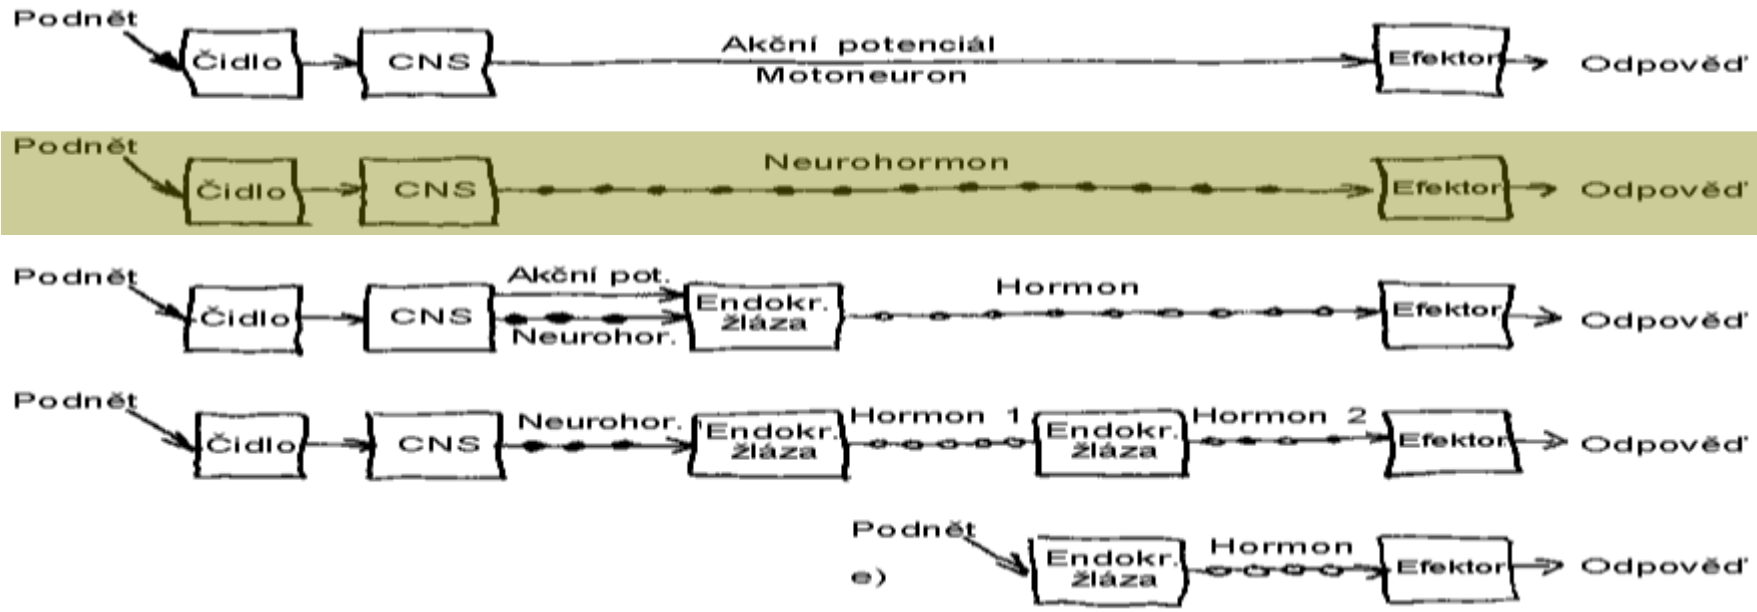 Podnět
Čidlo CNS Akční potenciál Efektor Odpověď
Motoneuron
Podnět
Čidlo CNS Neurohormon Efektor Odpověď
Podnět
Čidlo CNS Akční pot. Endokr. Hormon Efektor Odpověď
Neurohor. žláza
Podnět
Čidlo CNS Neurohor. Endokr. Hormon 1 Endokr. Hormon 2 Efektor Odpověď
žláza žláza
Podnět
e) Endokr. Hormon Efektor Odpověď
žláza